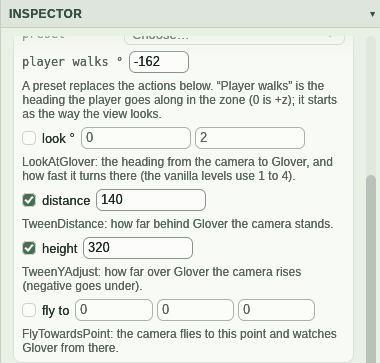 INSPECTOR
preset Choose...
player walks ° -162
A preset replaces the actions below. “Player walks” is the
heading the player goes along in the zone (0 is +z); it starts
as the way the view looks.
look ° 0 2
LookAtGlover: the heading from the camera to Glover, and
how fast it turns there (the vanilla levels use 1 to 4).
distance 140
TweenDistance: how far behind Glover the camera stands.
height 320
TweenYAdjust: how far over Glover the camera rises
(negative goes under).
fly to 0 0 0
FlyTowardsPoint: the camera flies to this point and watches
Glover from there.